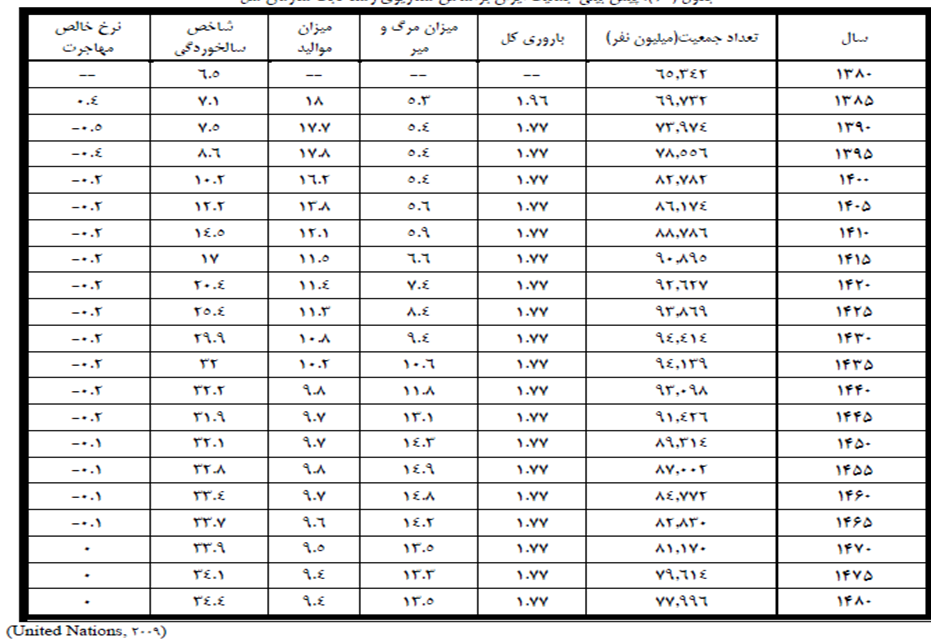 پیش بینی جمعیت ایران بر اساس سناریوی رشد ثابت سازمان ملل
سال تعداد جمعیت(میلیون نفر) باروری کل میزان مرگ و میر میزان موالید شاخص سالخوردگی نرخ خالص مهاجرت
۱۳۸۰ ٦٥,٣٤٢ -- -- -- ٦.٥ --
۱۳۸۵ ٦٩,٧٣٢ ١.٩٦ ٥.٣ ١٨ ٧.١ ٠.٤
۱۳۹۰ ٧٣,٩٧٤ ١.٧٧ ٥.٤ ١٧.٧ ٧.٥ -٠.٥
۱۳۹۵ ٧٨,٥٥٦ ١.٧٧ ٥.٤ ١٧.٨ ٨.٦ -٠.٤
۱۴۰۰ ٨٢,٧٨٢ ١.٧٧ ٥.٤ ١٦.٢ ١٠.٢ -٠.٢
۱۴۰۵ ٨٦,١٧٤ ١.٧٧ ٥.٦ ١٣.٨ ١٢.٢ -٠.٢
۱۴۱۰ ٨٨,٧٨٦ ١.٧٧ ٥.٩ ١٢.١ ١٤.٥ -٠.٢
۱۴۱۵ ٩٠,٨٩٥ ١.٧٧ ٦.٦ ١١.٥ ١٧ -٠.٢
۱۴۲۰ ٩٢,٦٢٧ ١.٧٧ ٧.٤ ١١.٤ ٢٠.٤ -٠.٢
۱۴۲۵ ٩٣,٨٦٩ ١.٧٧ ٨.٤ ١١.٣ ٢٥.٤ -٠.٢
۱۴۳۰ ٩٤,٤١٤ ١.٧٧ ٩.٤ ١٠.٨ ٢٩.٩ -٠.٢
۱۴۳۵ ٩٤,١٣٩ ١.٧٧ ١٠.٦ ١٠.٢ ٣٢ -٠.٢
۱۴۴۰ ٩٣,٠٩٨ ١.٧٧ ١١.٨ ٩.٨ ٣٢.٢ -٠.٢
۱۴۴۵ ٩١,٤٢٦ ١.٧٧ ١٣.١ ٩.٧ ٣١.٩ -٠.٢
۱۴۵۰ ٨٩,٣١٤ ١.٧٧ ١٤.٣ ٩.٧ ٣٢.١ -٠.١
۱۴۵۵ ٨٧,٠٠٢ ١.٧٧ ١٤.٩ ٩.٨ ٣٢.٨ -٠.١
۱۴۶۰ ٨٤,٧٧٢ ١.٧٧ ١٤.٨ ٩.٧ ٣٣.٤ -٠.١
۱۴۶۵ ٨٢,٨٣٠ ١.٧٧ ١٤.٢ ٩.٦ ٣٣.٧ -٠.١
۱۴۷۰ ٨١,١٧٠ ١.٧٧ ١٣.٥ ٩.٥ ٣٣.٩ ٠
۱۴۷۵ ٧٩,٦١٤ ١.٧٧ ١٣.٣ ٩.٤ ٣٤.١ ٠
۱۴۸۰ ٧٧,٩٩٦ ١.٧٧ ١٣.٥ ٩.٤ ٣٤.٤ ٠
(United Nations, ٢٠٠٩)